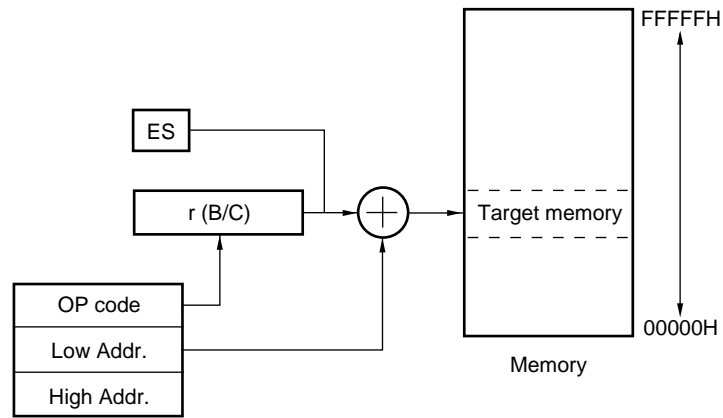 FFFFFH
ES
r (B/C)
Target memory
OP code
Low Addr.
High Addr.
00000H
Memory